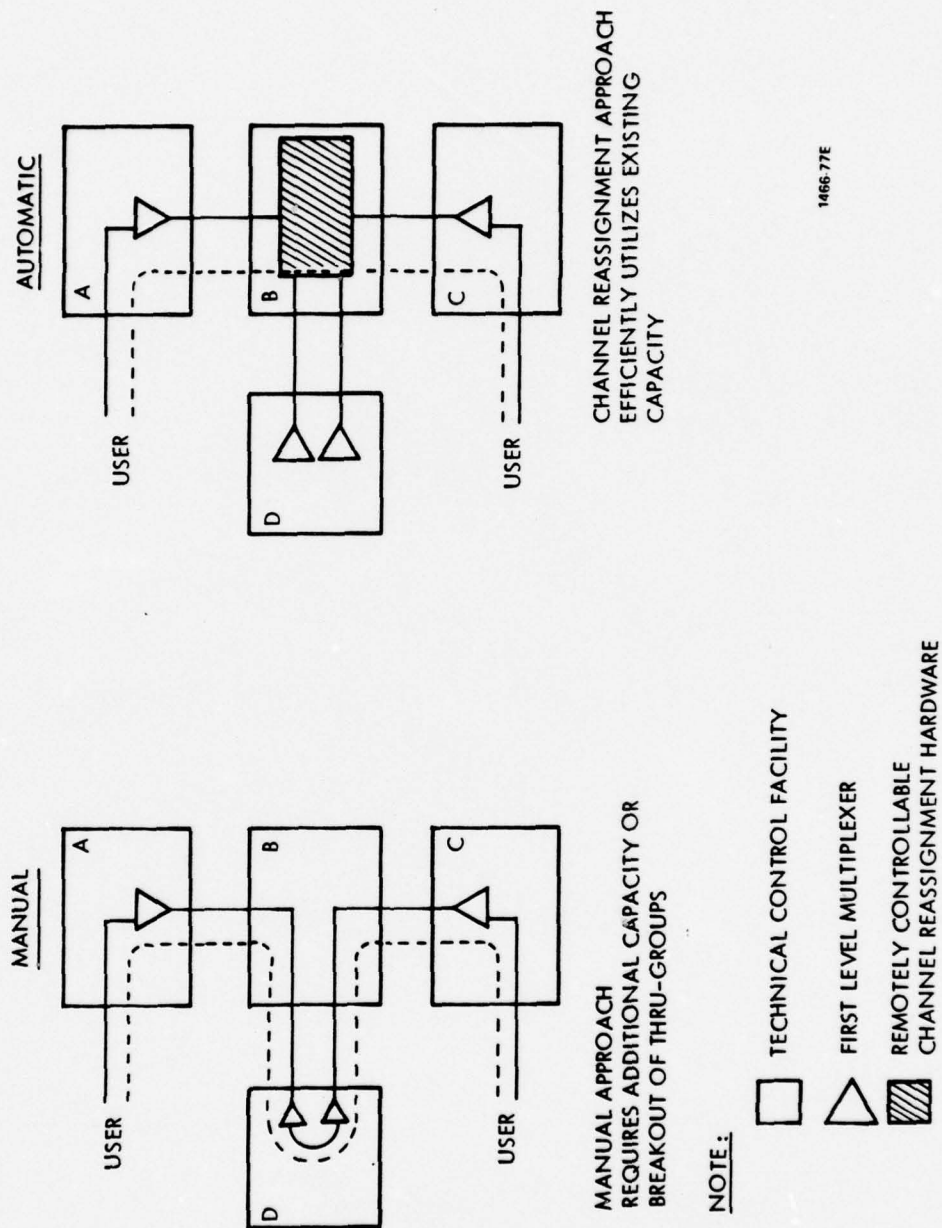 MANUAL
A
USER
B
D
C
USER
MANUAL APPROACH
REQUIRES ADDITIONAL CAPACITY OR
BREAKOUT OF THRU-GROUPS
AUTOMATIC
A
USER
B
D
C
USER
CHANNEL REASSIGNMENT APPROACH
EFFICIENTLY UTILIZES EXISTING
CAPACITY
NOTE:
TECHNICAL CONTROL FACILITY
FIRST LEVEL MULTIPLEXER
REMOTELY CONTROLLABLE
CHANNEL REASSIGNMENT HARDWARE
1466-77E